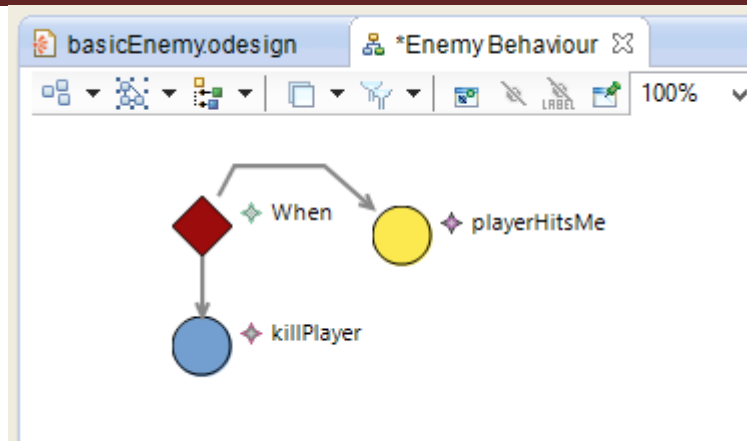 basicEnemy.odesign
*Enemy Behaviour
LABEL
100%
When
playerHitsMe
killPlayer